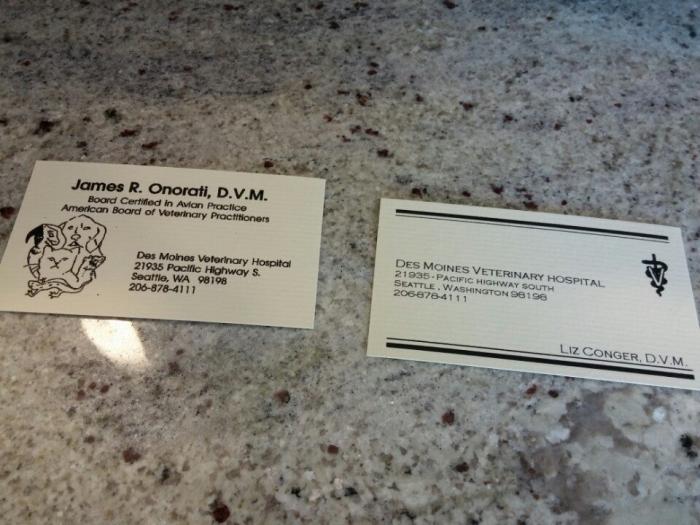 James R. Onorati, D.V.M.
Board Certified in Avian Practice
American Board of Veterinary Practitioners
Des Moines Veterinary Hospital
21935 Pacific Highway S.
Seattle, WA 98198
206-878-4111
DES MOINES VETERINARY HOSPITAL
21935 - PACIFIC HIGHWAY SOUTH
SEATTLE , WASHINGTON 98198
206-878-4111
LIZ CONGER, D.V.M.